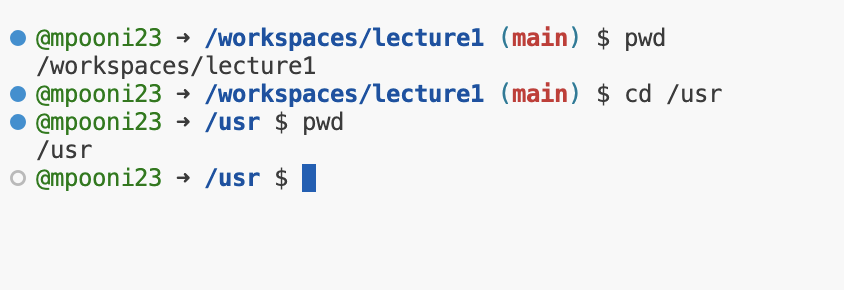 @mpooni23 → /workspaces/lecture1 (main) $ pwd
/workspaces/lecture1
@mpooni23 → /workspaces/lecture1 (main) $ cd /usr
@mpooni23 → /usr $ pwd
/usr
@mpooni23 → /usr $